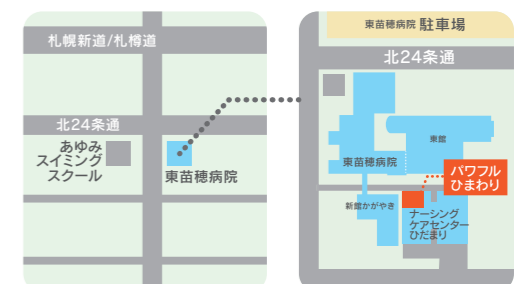 札幌新道/札樽道
北24条通
あゆみ
スイミング
スクール
東苗穂病院
東苗穂病院 駐車場
北24条通
東館
東苗穂病院
パワフル
ひまわり
新館かがやき
ナーシング
ケアセンター
ひだまり